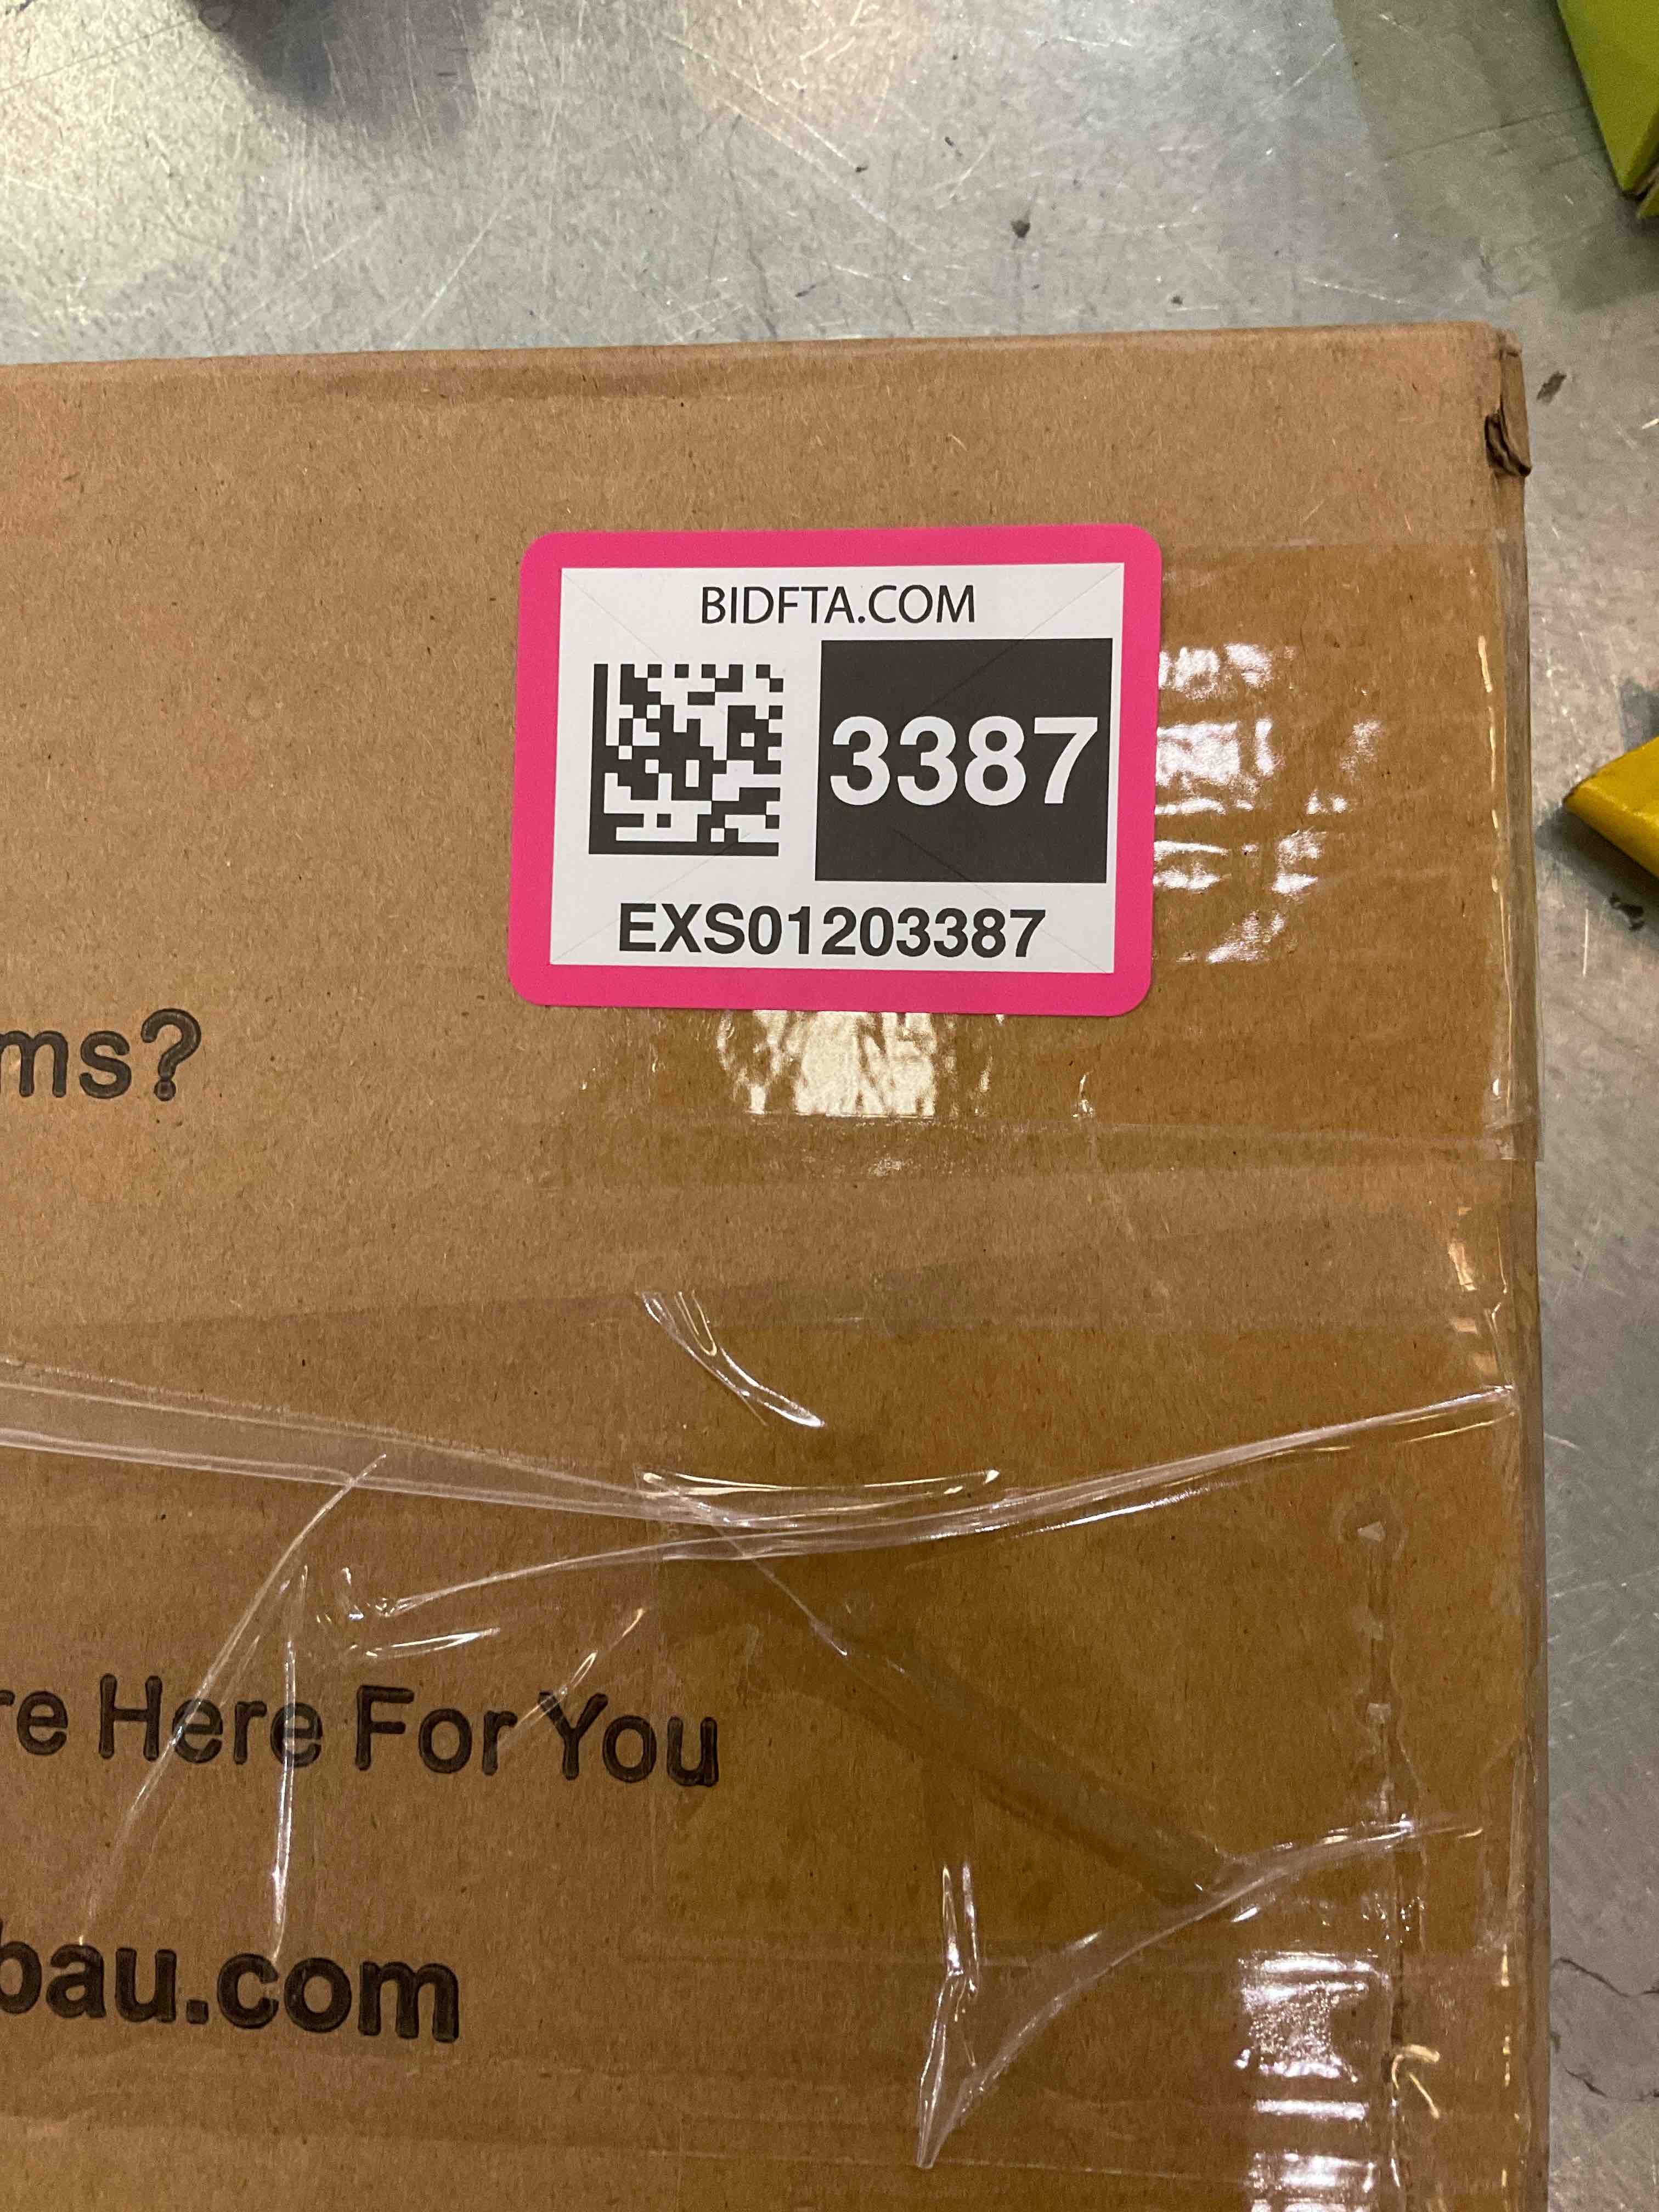 BIDFTA.COM
3387
EXS01203387
ms?
re Here For You
bau.com